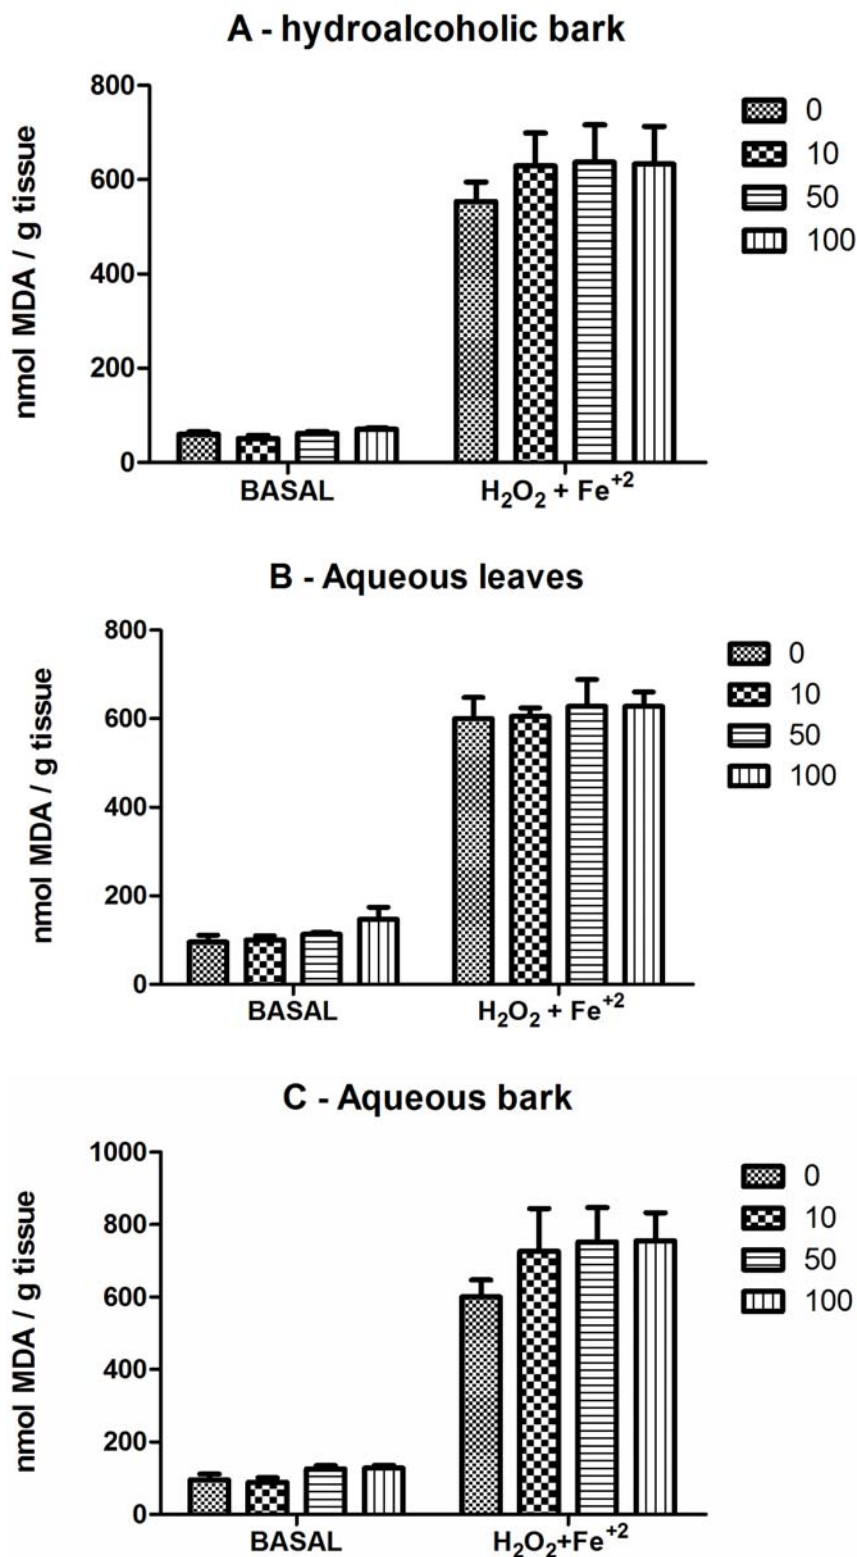 A - hydroalcoholic bark
nmol MDA / g tissue
800
600
400
200
0
BASAL
H₂O₂ + Fe⁺²
0
10
50
100
B - Aqueous leaves
nmol MDA / g tissue
800
600
400
200
0
BASAL
H₂O₂ + Fe⁺²
0
10
50
100
C - Aqueous bark
nmol MDA / g tissue
1000
800
600
400
200
0
BASAL
H₂O₂+Fe⁺²
0
10
50
100